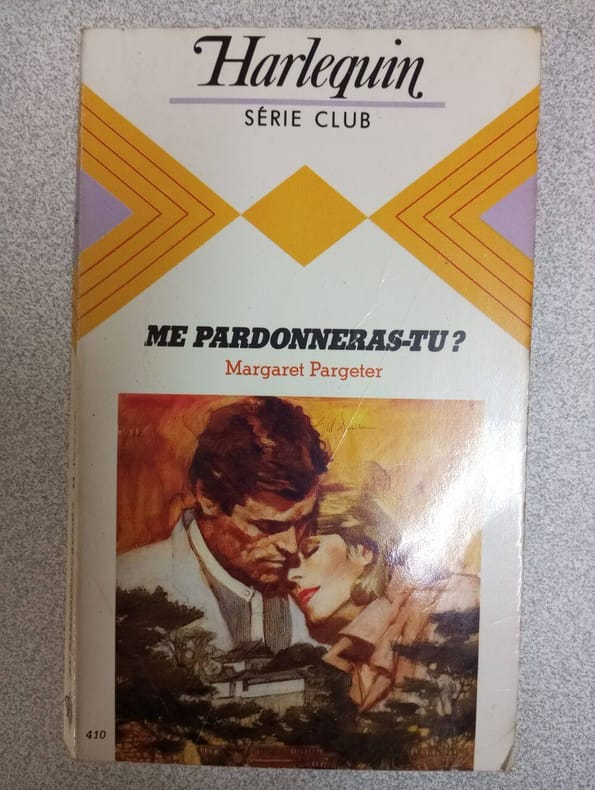 Harlequin
SÉRIE CLUB
ME PARDONNERAS-TU?
Margaret Pargeter
410